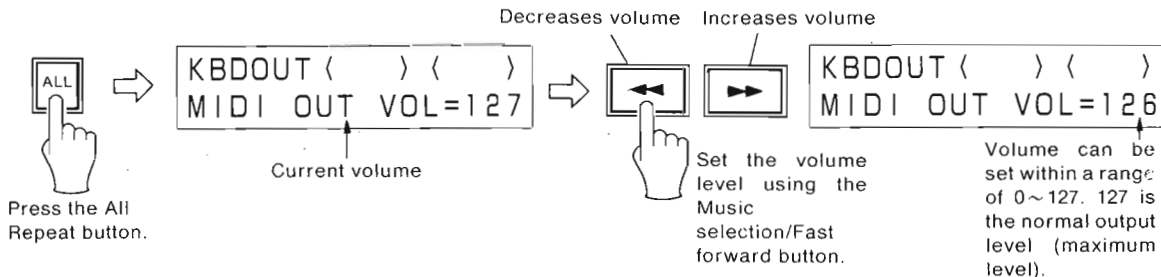 Decreases volume
Increases volume
ALL
Press the All
Repeat button.
KBDOUT ⟨ ⟩ ⟨ ⟩
MIDI OUT VOL=127
Current volume
Set the volume
level using the
Music
selection/Fast
forward button.
KBDOUT ⟨ ⟩ ⟨ ⟩
MIDI OUT VOL=126
Volume can be
set within a range
of 0~127. 127 is
the normal output
level (maximum
level).